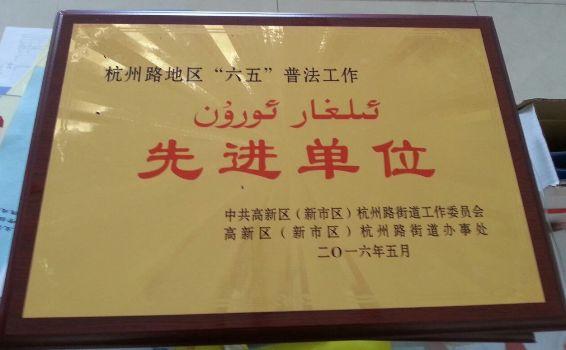 杭州路地区“六五”普法工作
ئىلغار ئورۇن
先进单位
中共高新区（新市区）杭州路街道工作委员会
高新区（新市区）杭州路街道办事处
二〇一六年五月